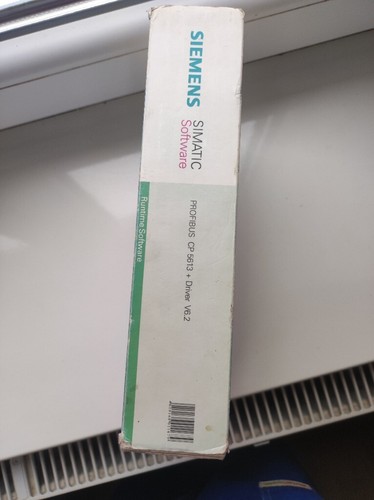 SIEMENS
SIMATIC
Software
PROFIBUS CP 5613 + Driver V6.2
Runtime Software